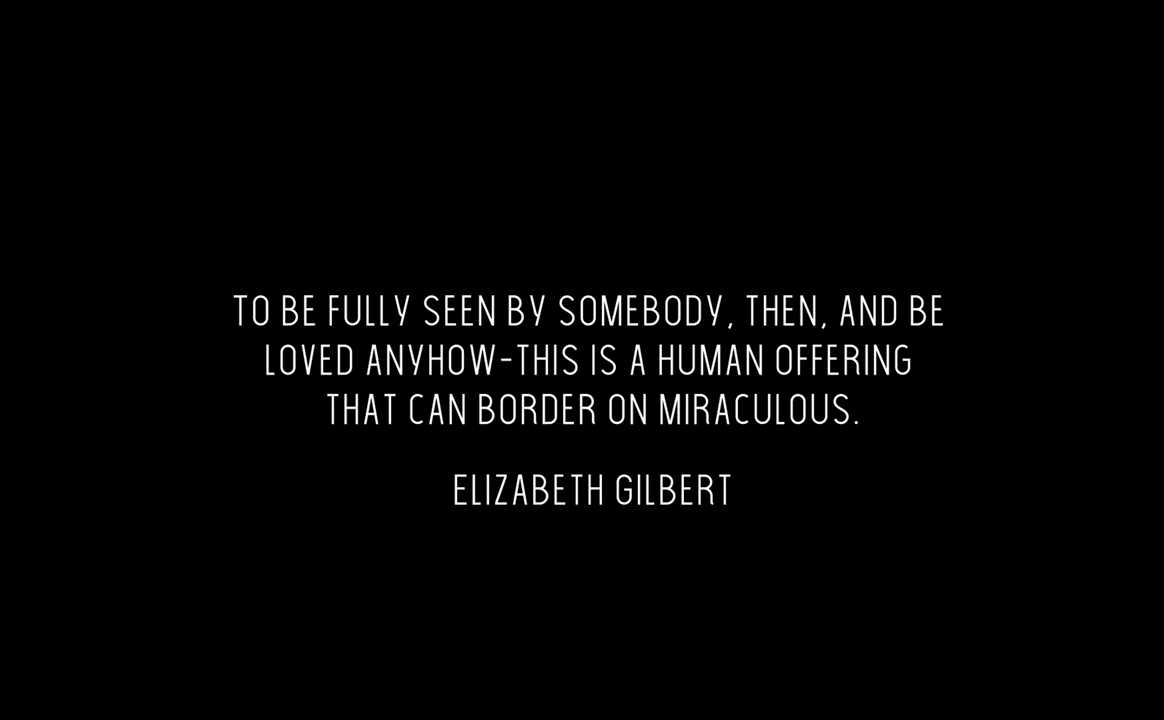 TO BE FULLY SEEN BY SOMEBODY, THEN, AND BE
LOVED ANYHOW-THIS IS A HUMAN OFFERING
THAT CAN BORDER ON MIRACULOUS.
ELIZABETH GILBERT